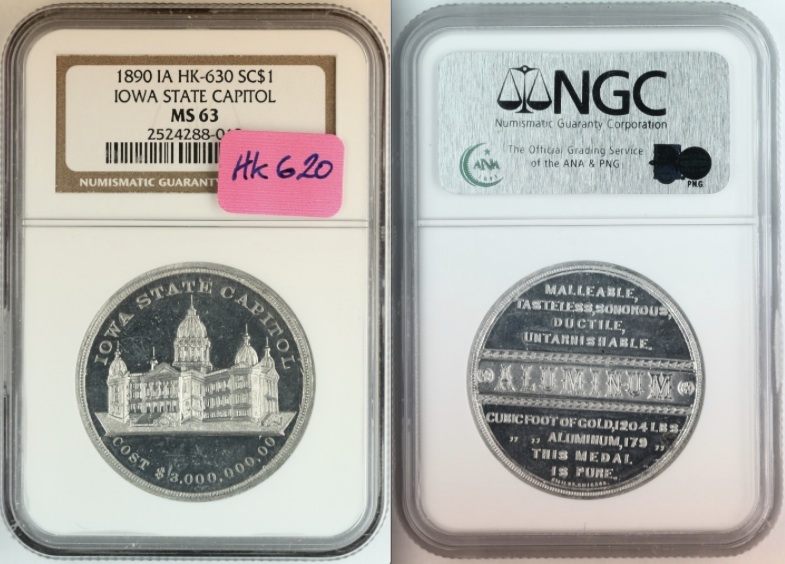 1890 IA HK-630 SC$1
IOWA STATE CAPITOL
MS 63
2524288-01
NUMISMATIC GUARANTY
HK 620
IOWA STATE CAPITOL
COST $3,000,000.00
NGC
Numismatic Guaranty Corporation
The Official Grading Service
of the ANA & PNG
ANA
PNG
MALLEABLE,
TASTELESS, SONOROUS,
DUCTILE,
UNTARNISHABLE.
ALUMINUM
CUBIC FOOT OF GOLD, 1204 LBS
„ „ ALUMINUM, 179 „
THIS MEDAL
IS PURE.